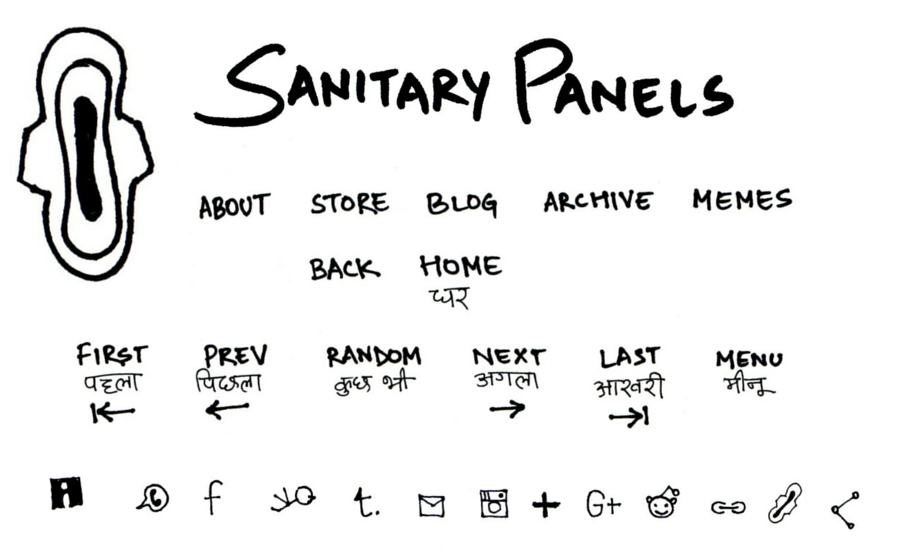 SANITARY PANELS
ABOUT STORE BLOG ARCHIVE MEMES
BACK HOME
घर
FIRST PREV RANDOM NEXT LAST MENU
पहला पिछला कुछ भी अगला आखरी मीनू
i f t. G+